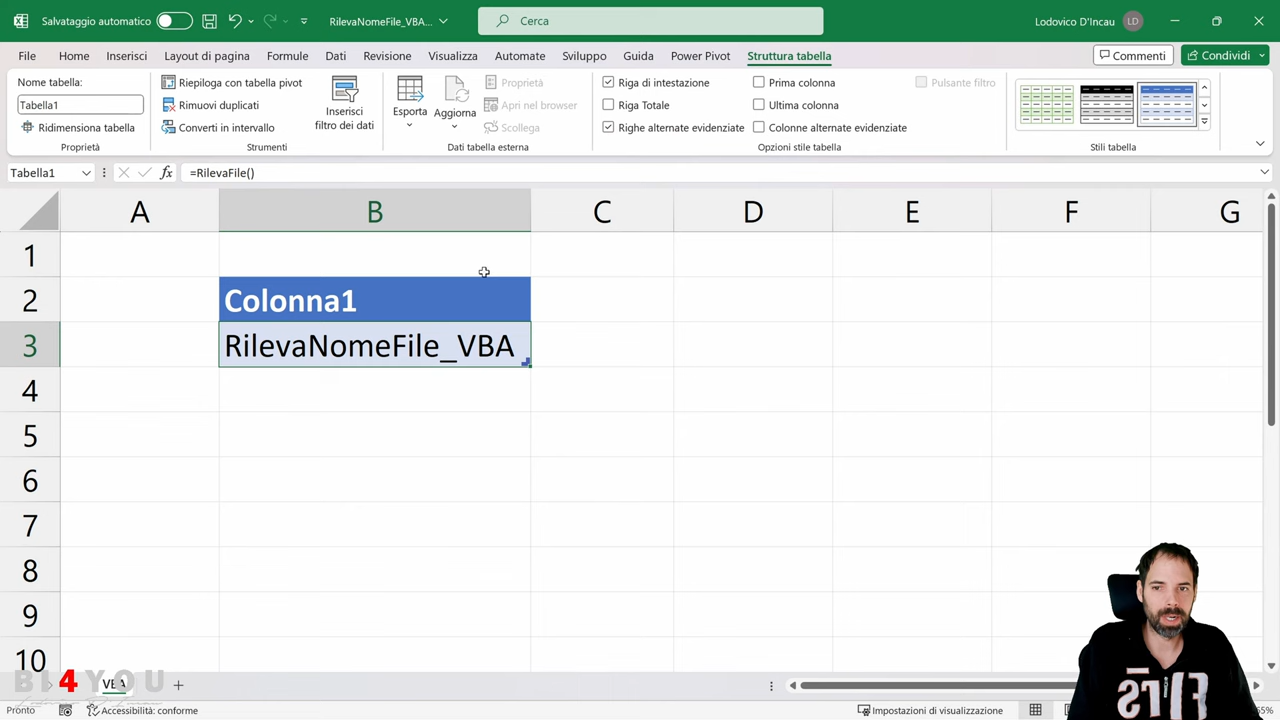 Salvataggio automatico
RilevaNomeFile_VBA...
Cerca
Lodovico D'Incau
LD
File
Home
Inserisci
Layout di pagina
Formule
Dati
Revisione
Visualizza
Automate
Sviluppo
Guida
Power Pivot
Struttura tabella
Commenti
Condividi
Nome tabella:
Tabella1
Ridimensiona tabella
Proprietà
Riepiloga con tabella pivot
Rimuovi duplicati
Converti in intervallo
Inserisci
filtro dei dati
Strumenti
Esporta
Aggiorna
Proprietà
Apri nel browser
Scollega
Dati tabella esterna
Riga di intestazione
Riga Totale
Righe alternate evidenziate
Prima colonna
Ultima colonna
Colonne alternate evidenziate
Pulsante filtro
Opzioni stile tabella
Stili tabella
Tabella1
fx
=RilevaFile()
A B C D E F G
1
2 Colonna1
3 RilevaNomeFile_VBA
4
5
6
7
8
9
10
BI4YOU
VBA
Pronto
Accessibilità: conforme
Impostazioni di visualizzazione